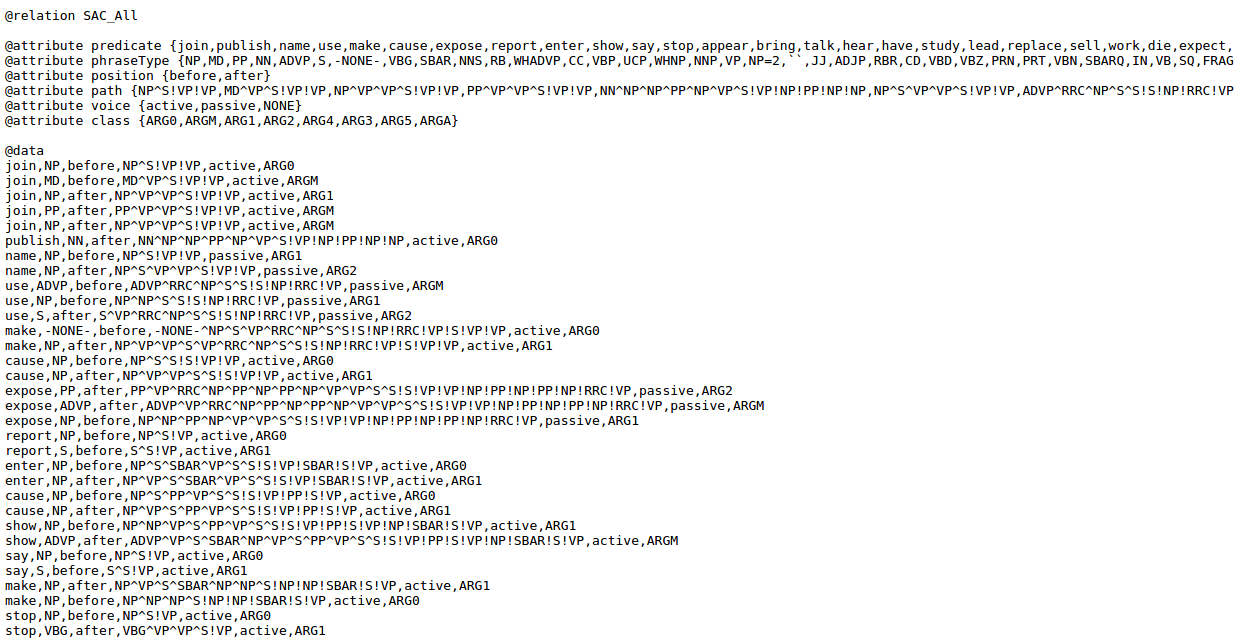 @relation SAC_All
@attribute predicate {join,publish,name,use,make,cause,expose,report,enter,show,say,stop,appear,bring,talk,hear,have,study,lead,replace,sell,work,die,expect,
@attribute phraseType {NP,MD,PP,NN,ADVP,S,-NONE-,VBG,SBAR,NNS,RB,WHADVP,CC,VBP,UCP,WHNP,NNP,VP,NP=2,``,JJ,ADJP,RBR,CD,VBD,VBZ,PRN,PRT,VBN,SBARQ,IN,VB,SQ,FRAG
@attribute position {before,after}
@attribute path {NP^S!VP!VP,MD^VP^S!VP!VP,NP^VP^VP^S!VP!VP,PP^VP^VP^S!VP!VP,NN^NP^NP^PP^NP^VP^S!VP!NP!PP!NP!NP,NP^S^VP^VP^S!VP!VP,ADVP^RRC^NP^S^S!S!NP!RRC!VP
@attribute voice {active,passive,NONE}
@attribute class {ARG0,ARGM,ARG1,ARG2,ARG4,ARG3,ARG5,ARGA}
@data
join,NP,before,NP^S!VP!VP,active,ARG0
join,MD,before,MD^VP^S!VP!VP,active,ARGM
join,NP,after,NP^VP^VP^S!VP!VP,active,ARG1
join,PP,after,PP^VP^VP^S!VP!VP,active,ARGM
join,NP,after,NP^VP^VP^S!VP!VP,active,ARGM
publish,NN,after,NN^NP^NP^PP^NP^VP^S!VP!NP!PP!NP!NP,active,ARG0
name,NP,before,NP^S!VP!VP,passive,ARG1
name,NP,after,NP^S^VP^VP^S!VP!VP,passive,ARG2
use,ADVP,before,ADVP^RRC^NP^S^S!S!NP!RRC!VP,passive,ARGM
use,NP,before,NP^NP^S^S!S!NP!RRC!VP,passive,ARG1
use,S,after,S^VP^RRC^NP^S^S!S!NP!RRC!VP,passive,ARG2
make,-NONE-,before,-NONE-^NP^S^VP^RRC^NP^S^S!S!NP!RRC!VP!S!VP!VP,active,ARG0
make,NP,after,NP^VP^VP^S^VP^RRC^NP^S^S!S!NP!RRC!VP!S!VP!VP,active,ARG1
cause,NP,before,NP^S^S!S!VP!VP,active,ARG0
cause,NP,after,NP^VP^VP^S^S!S!VP!VP,active,ARG1
expose,PP,after,PP^VP^RRC^NP^PP^NP^PP^NP^VP^VP^S^S!S!VP!VP!NP!PP!NP!PP!NP!RRC!VP,passive,ARG2
expose,ADVP,after,ADVP^VP^RRC^NP^PP^NP^PP^NP^VP^VP^S^S!S!VP!VP!NP!PP!NP!PP!NP!RRC!VP,passive,ARGM
expose,NP,before,NP^NP^PP^NP^VP^VP^S^S!S!VP!VP!NP!PP!NP!PP!NP!RRC!VP,passive,ARG1
report,NP,before,NP^S!VP,active,ARG0
report,S,before,S^S!VP,active,ARG1
enter,NP,before,NP^S^SBAR^VP^S^S!S!VP!SBAR!S!VP,active,ARG0
enter,NP,after,NP^VP^S^SBAR^VP^S^S!S!VP!SBAR!S!VP,active,ARG1
cause,NP,before,NP^S^PP^VP^S^S!S!VP!PP!S!VP,active,ARG0
cause,NP,after,NP^VP^S^PP^VP^S^S!S!VP!PP!S!VP,active,ARG1
show,NP,before,NP^NP^VP^S^PP^VP^S^S!S!VP!PP!S!VP!NP!SBAR!S!VP,active,ARG1
show,ADVP,after,ADVP^VP^S^SBAR^NP^VP^S^PP^VP^S^S!S!VP!PP!S!VP!NP!SBAR!S!VP,active,ARGM
say,NP,before,NP^S!VP,active,ARG0
say,S,before,S^S!VP,active,ARG1
make,NP,after,NP^VP^S^SBAR^NP^NP^S!NP!NP!SBAR!S!VP,active,ARG1
make,NP,before,NP^NP^NP^S!NP!NP!SBAR!S!VP,active,ARG0
stop,NP,before,NP^S!VP,active,ARG0
stop,VBG,after,VBG^VP^VP^S!VP,active,ARG1